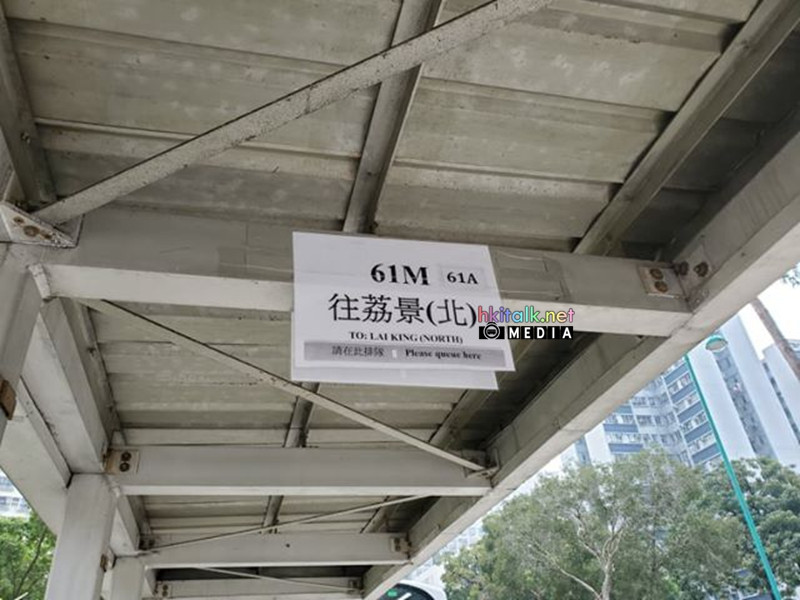 61M 61A
往荔景(北)
TO: LAI KING (NORTH)
請在此排隊 Please queue here
hkitalk.net
MEDIA